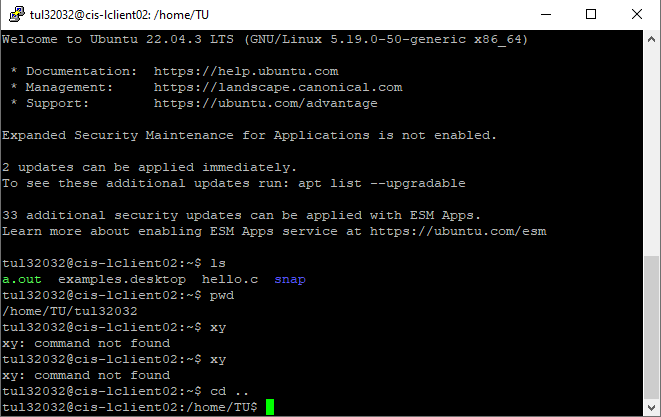 tul32032@cis-lclient02: /home/TU
Welcome to Ubuntu 22.04.3 LTS (GNU/Linux 5.19.0-50-generic x86_64)
* Documentation:  https://help.ubuntu.com
* Management:     https://landscape.canonical.com
* Support:        https://ubuntu.com/advantage
Expanded Security Maintenance for Applications is not enabled.
2 updates can be applied immediately.
To see these additional updates run: apt list --upgradable
33 additional security updates can be applied with ESM Apps.
Learn more about enabling ESM Apps service at https://ubuntu.com/esm
tul32032@cis-lclient02:~$ ls
a.out  examples.desktop  hello.c  snap
tul32032@cis-lclient02:~$ pwd
/home/TU/tul32032
tul32032@cis-lclient02:~$ xy
xy: command not found
tul32032@cis-lclient02:~$ xy
xy: command not found
tul32032@cis-lclient02:~$ cd ..
tul32032@cis-lclient02:/home/TU$